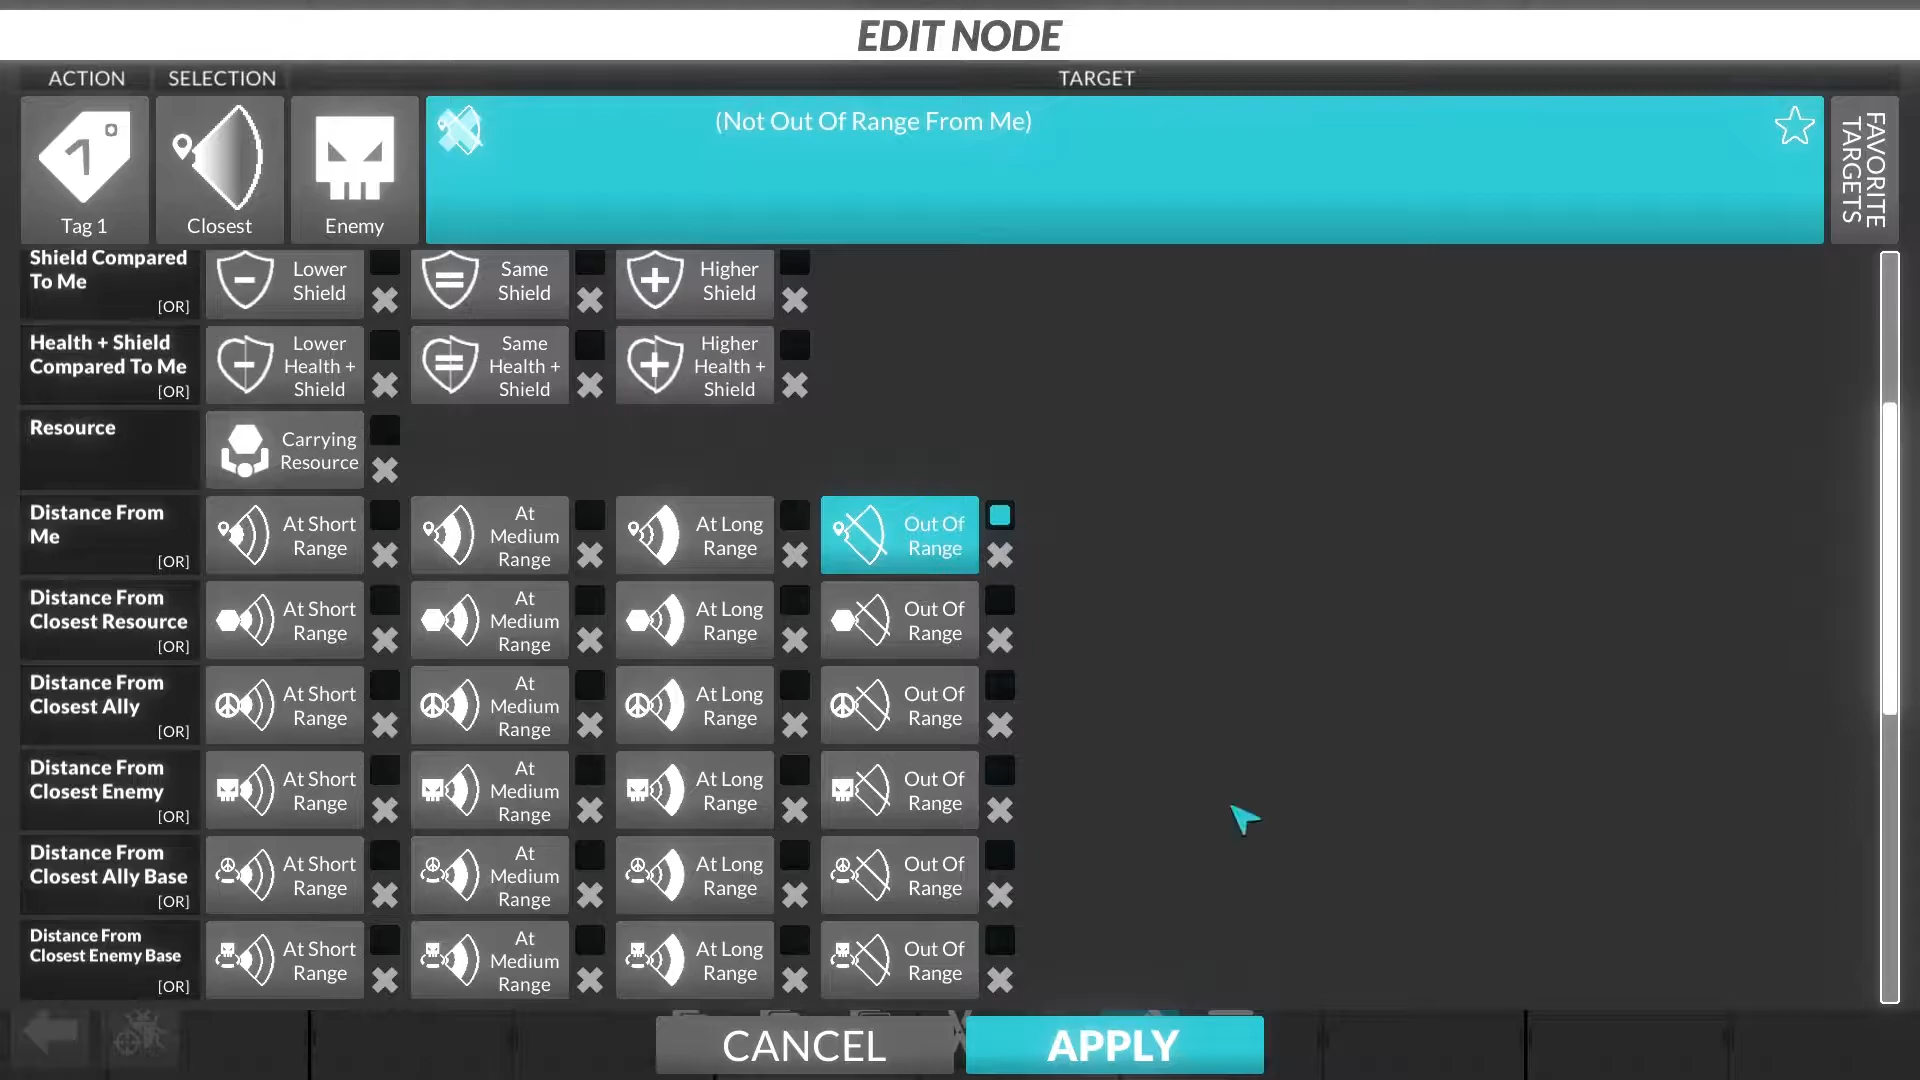 EDIT NODE
ACTION
SELECTION
TARGET
1
Tag 1
Closest
Enemy
(Not Out Of Range From Me)
FAVORITE
TARGETS
Shield Compared
To Me
[OR]
Lower
Shield
Same
Shield
Higher
Shield
Health + Shield
Compared To Me
[OR]
Lower
Health +
Shield
Same
Health +
Shield
Higher
Health +
Shield
Resource
Carrying
Resource
Distance From
Me
[OR]
At Short
Range
At
Medium
Range
At Long
Range
Out Of
Range
Distance From
Closest Resource
[OR]
At Short
Range
At
Medium
Range
At Long
Range
Out Of
Range
Distance From
Closest Ally
[OR]
At Short
Range
At
Medium
Range
At Long
Range
Out Of
Range
Distance From
Closest Enemy
[OR]
At Short
Range
At
Medium
Range
At Long
Range
Out Of
Range
Distance From
Closest Ally Base
[OR]
At Short
Range
At
Medium
Range
At Long
Range
Out Of
Range
Distance From
Closest Enemy Base
[OR]
At Short
Range
At
Medium
Range
At Long
Range
Out Of
Range
CANCEL
APPLY